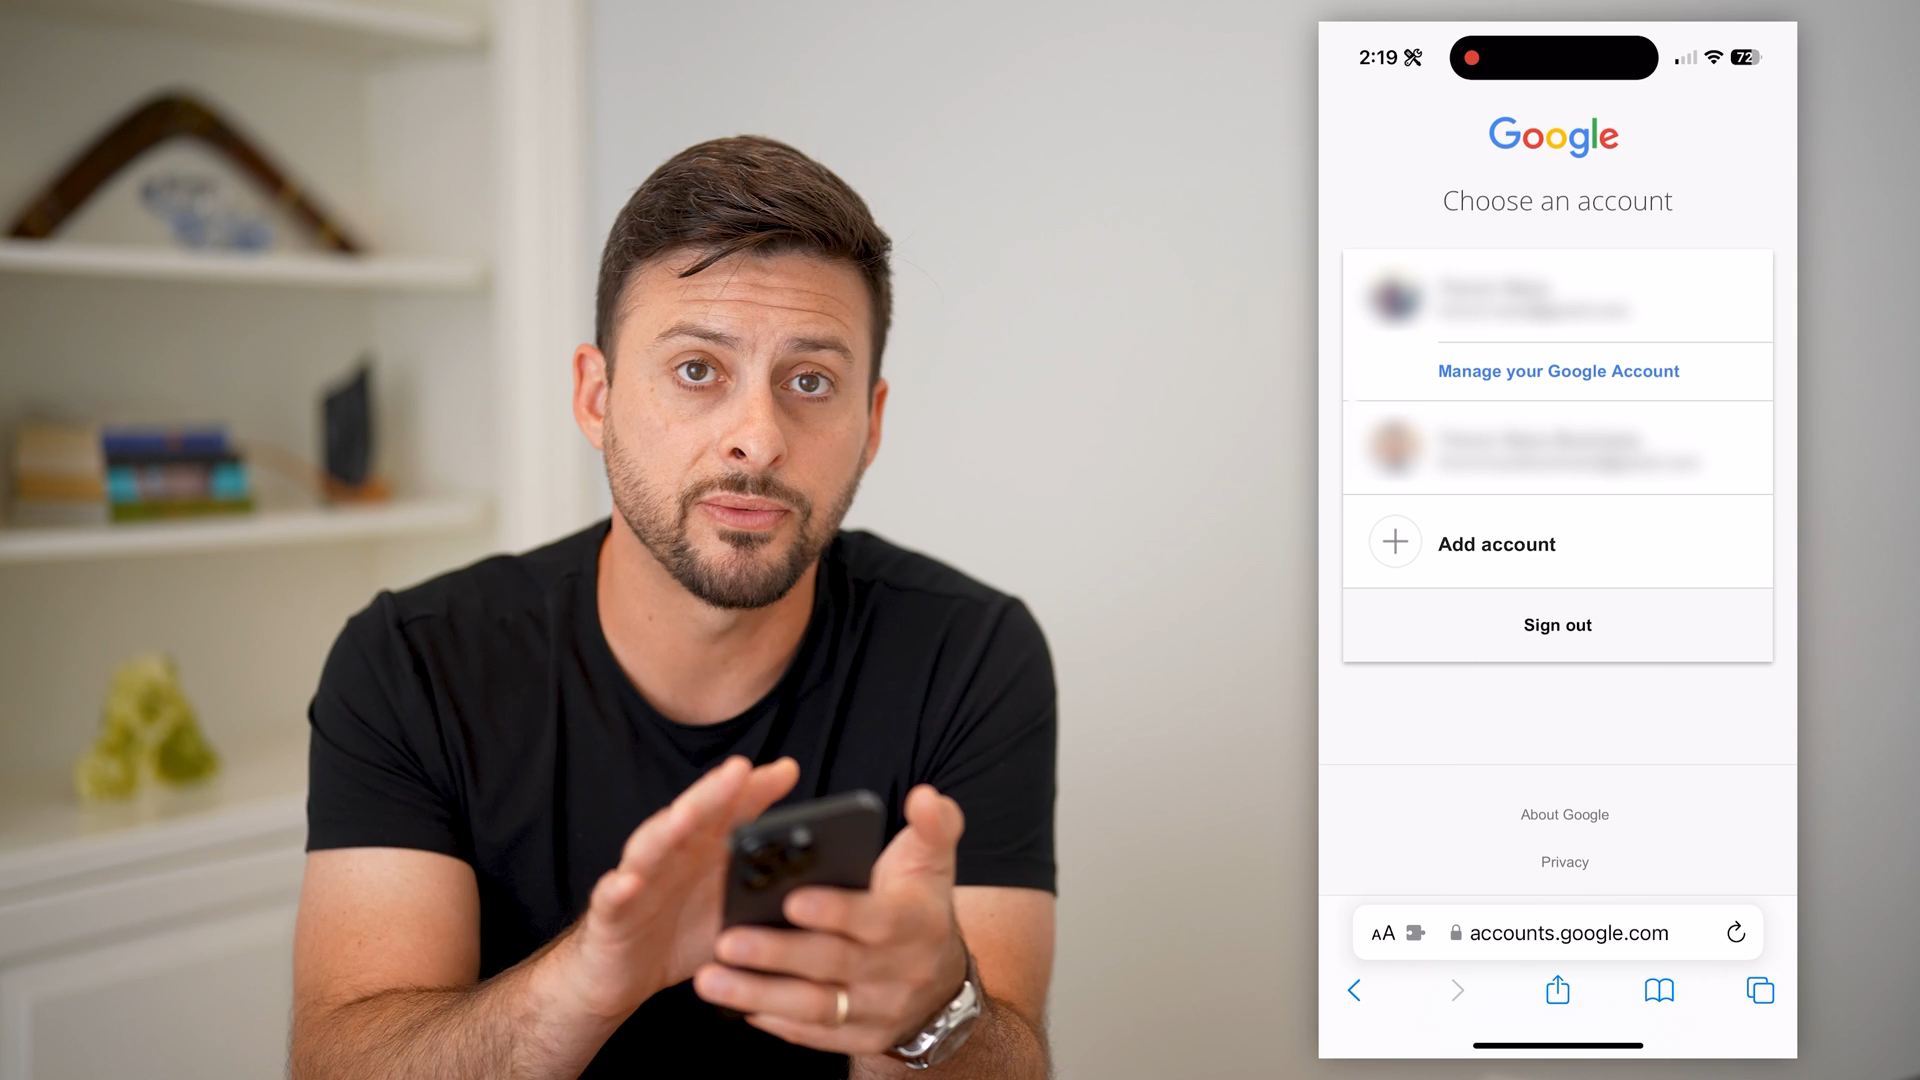 2:19
72
Google
Choose an account
Manage your Google Account
Add account
Sign out
About Google
Privacy
AA
accounts.google.com